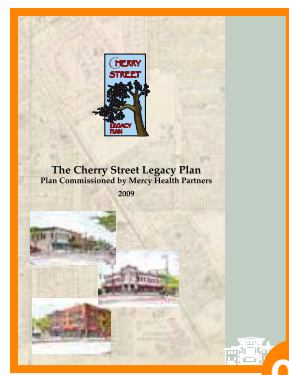 CHERRY
STREET
LEGACY
PLAN
The Cherry Street Legacy Plan
Plan Commissioned by Mercy Health Partners
2009